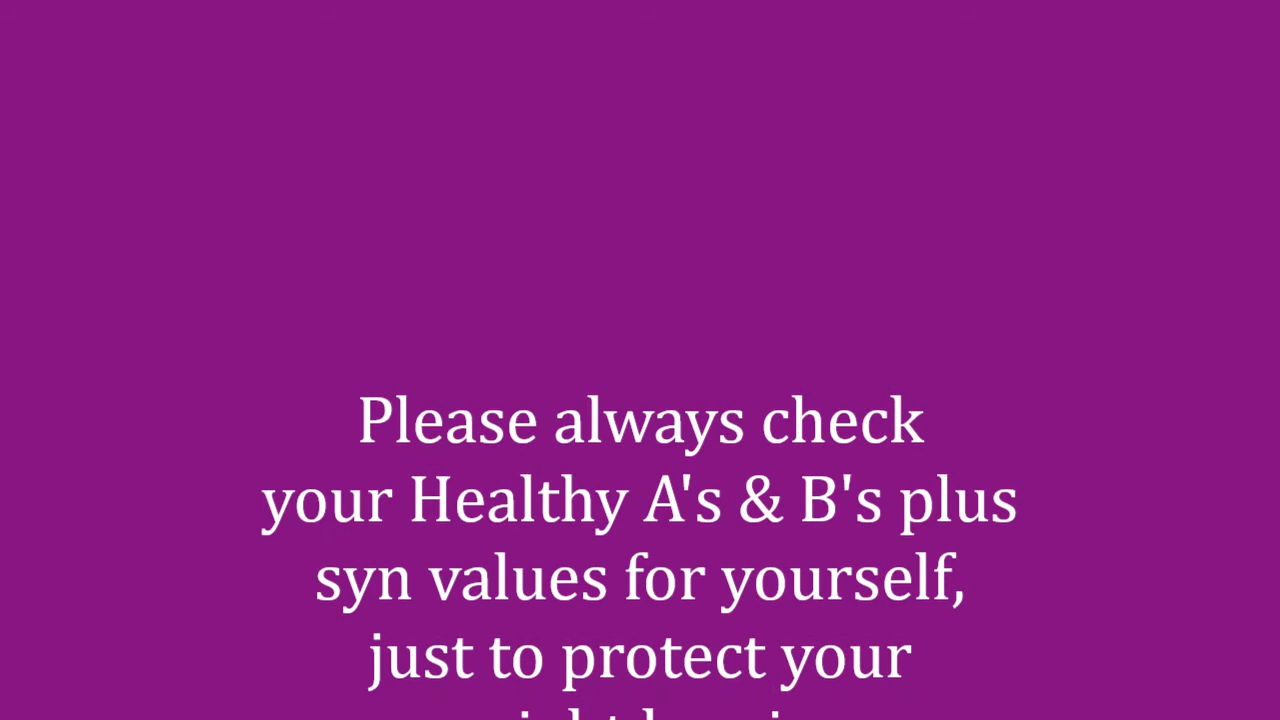 Please always check
your Healthy A's & B's plus
syn values for yourself,
just to protect your